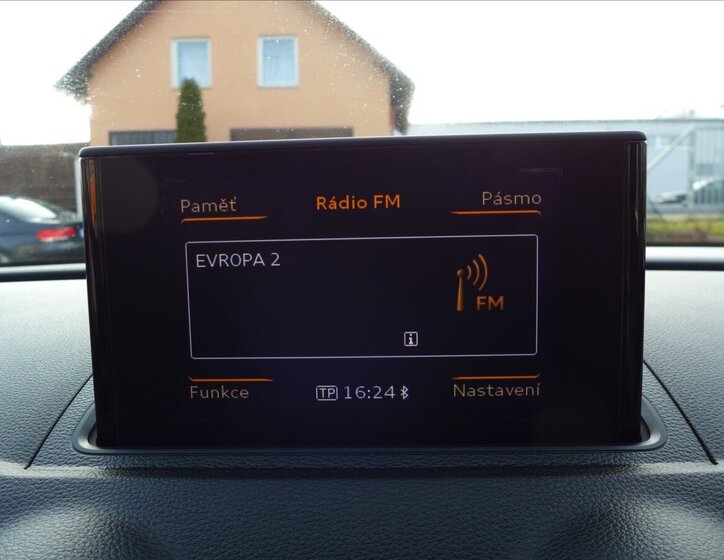 Paměť Rádio FM Pásmo
EVROPA 2
FM
i
Funkce TP 16:24 Nastavení